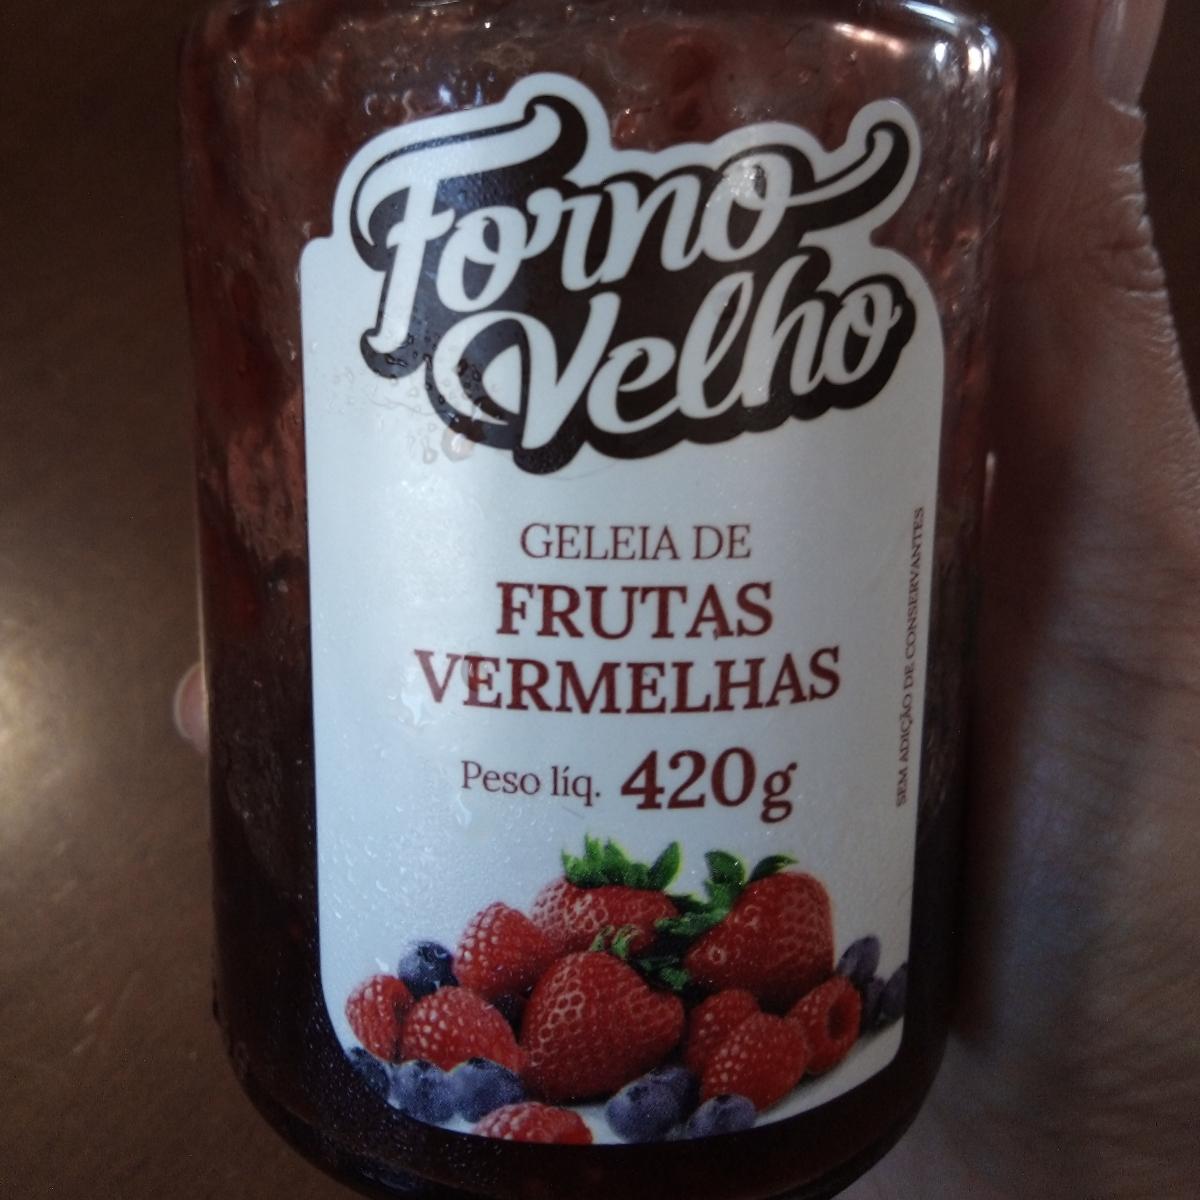 Forno
Velho
GELEIA DE
FRUTAS
VERMELHAS
Peso líq. 420g
SEM ADIÇÃO DE CONSERVANTES